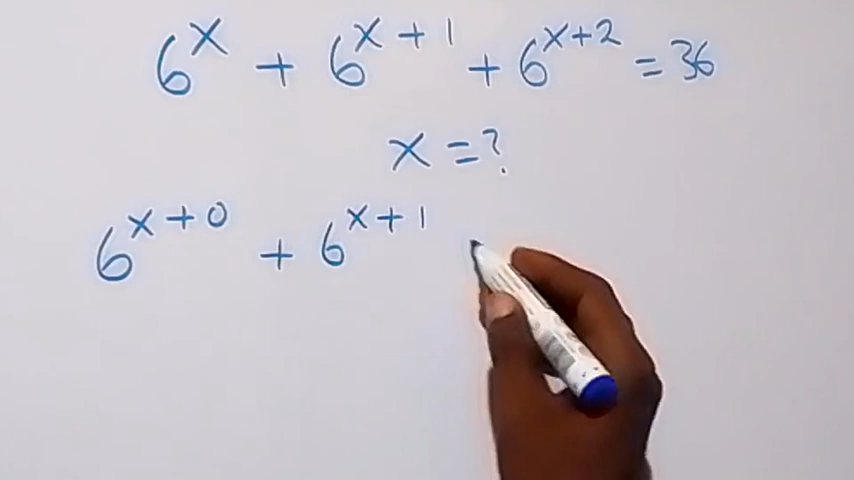 6^x + 6^{x+1} + 6^{x+2} = 36
x = ?
6^{x+0} + 6^{x+1}